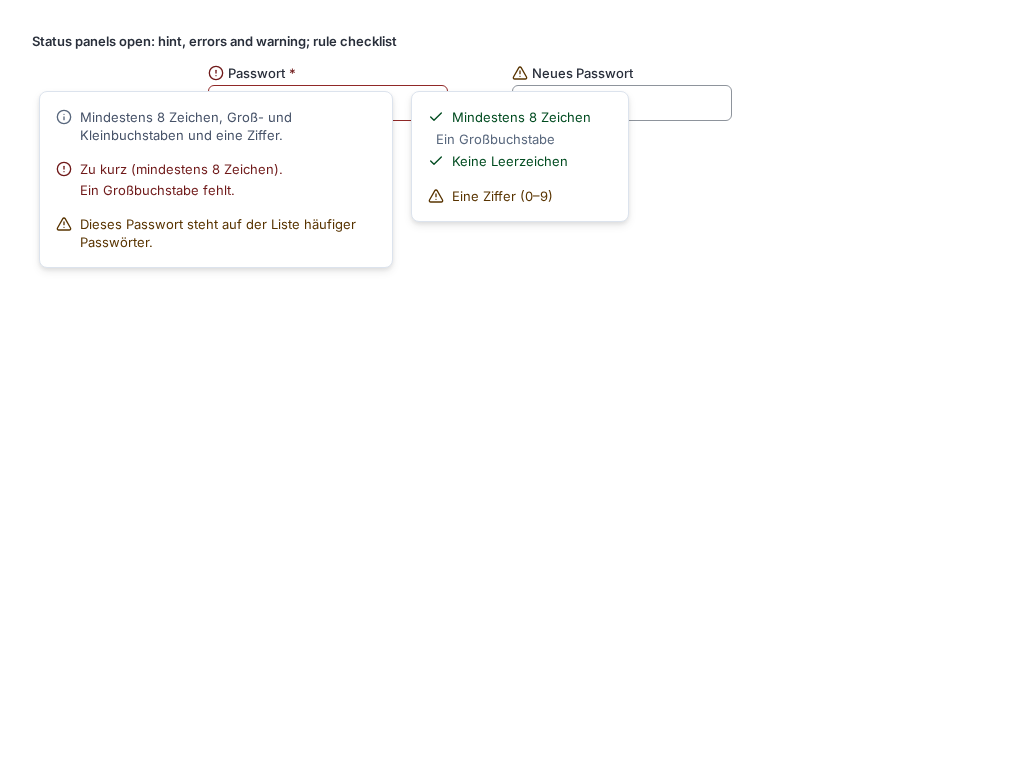 Status panels open: hint, errors and warning; rule checklist
Passwort *
Neues Passwort
Mindestens 8 Zeichen, Groß- und
Kleinbuchstaben und eine Ziffer.
Zu kurz (mindestens 8 Zeichen).
Ein Großbuchstabe fehlt.
Dieses Passwort steht auf der Liste häufiger
Passwörter.
Mindestens 8 Zeichen
Ein Großbuchstabe
Keine Leerzeichen
Eine Ziffer (0–9)